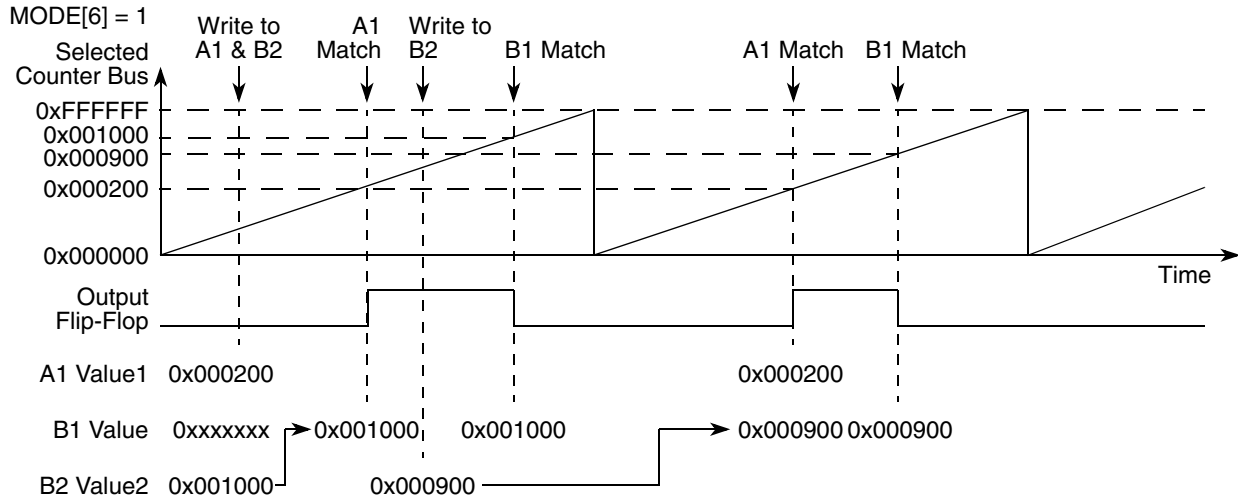 MODE[6] = 1
Write to A1 & B2
A1 Match
Write to B2
B1 Match
A1 Match
B1 Match
Selected Counter Bus
0xFFFFFF
0x001000
0x000900
0x000200
0x000000
Time
Output Flip-Flop
A1 Value1 0x000200 0x000200
B1 Value 0xxxxxxx 0x001000 0x001000 0x000900 0x000900
B2 Value2 0x001000 0x000900